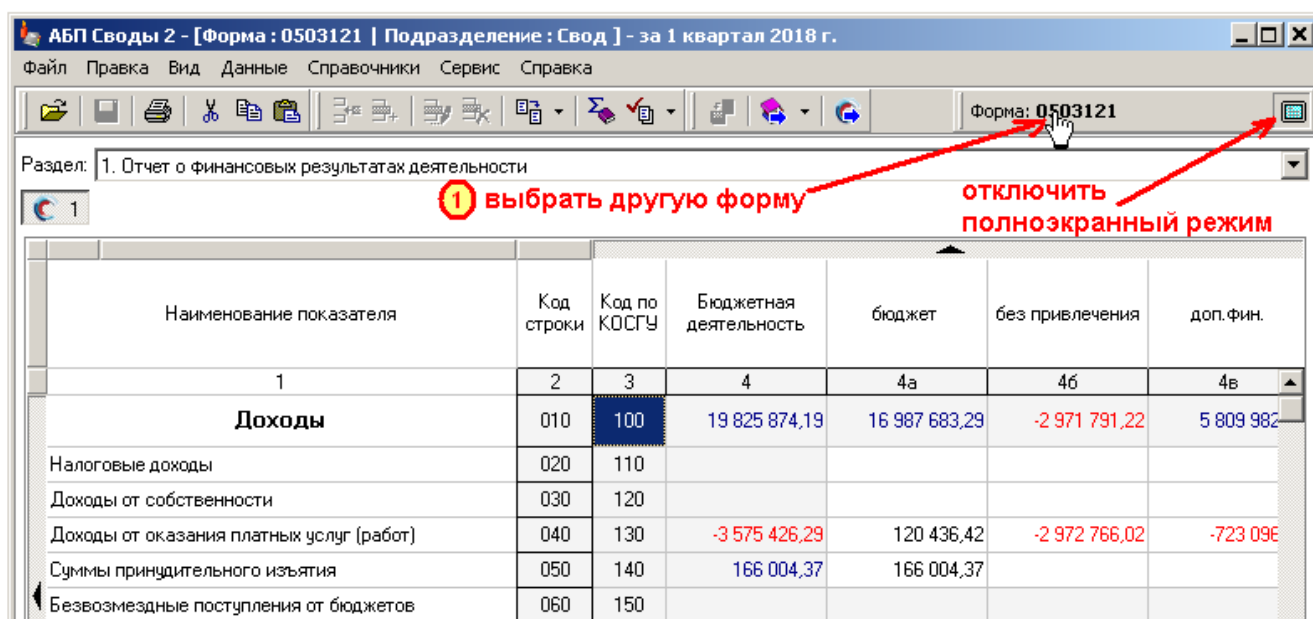 АБП Своды 2 - [Форма : 0503121 | Подразделение : Свод ] - за 1 квартал 2018 г.
Файл Правка Вид Данные Справочники Сервис Справка
Форма: 0503121
Раздел: 1. Отчет о финансовых результатах деятельности
1
1 выбрать другую форму
отключить
полноэкранный режим
Наименование показателя Код строки Код по КОСГУ Бюджетная деятельность бюджет без привлечения доп.фин.
1 2 3 4 4а 4б 4в
Доходы 010 100 19 825 874,19 16 987 683,29 -2 971 791,22 5 809 982
Налоговые доходы 020 110
Доходы от собственности 030 120
Доходы от оказания платных услуг (работ) 040 130 -3 575 426,29 120 436,42 -2 972 766,02 -723 096
Суммы принудительного изъятия 050 140 166 004,37 166 004,37
Безвозмездные поступления от бюджетов 060 150